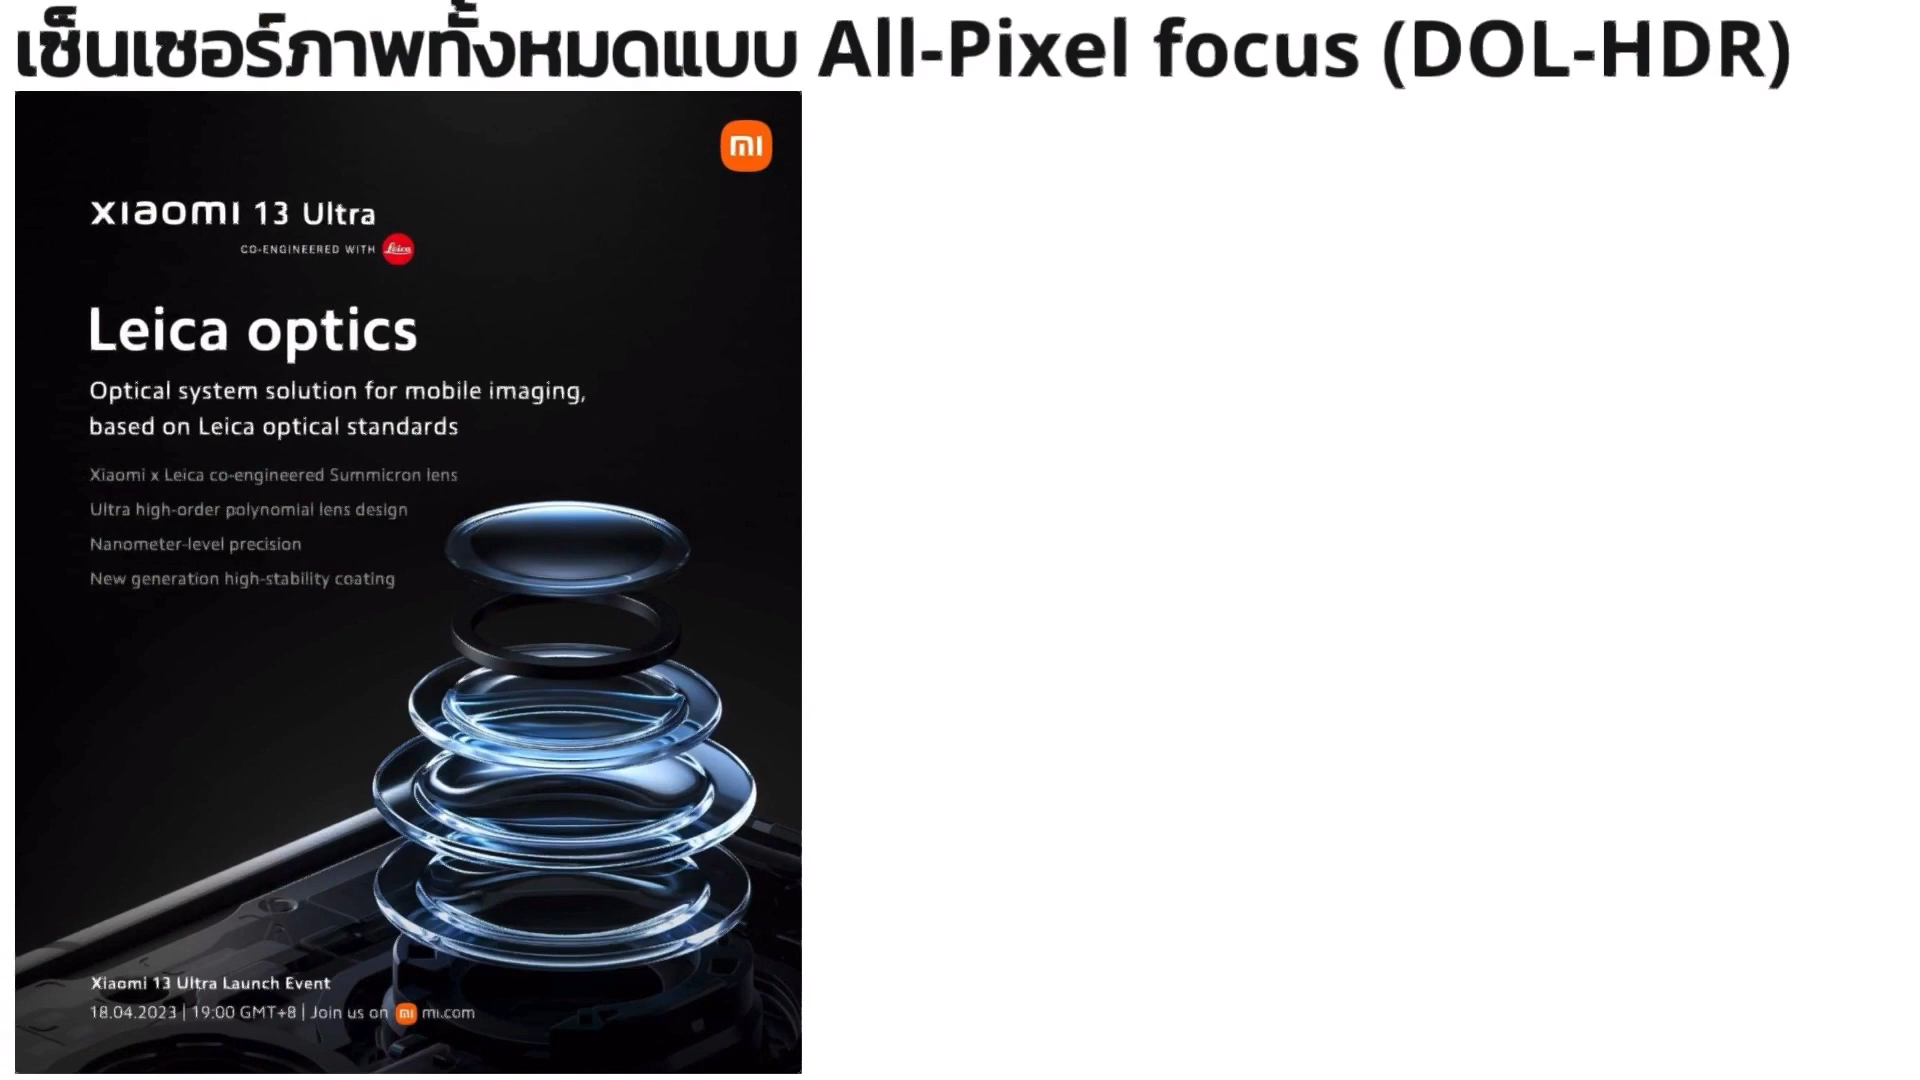 เซ็นเซอร์ภาพทั้งหมดแบบ All-Pixel focus (DOL-HDR)
mi
xiaomi 13 Ultra
CO-ENGINEERED WITH Leica
Leica optics
Optical system solution for mobile imaging,
based on Leica optical standards
Xiaomi x Leica co-engineered Summicron lens
Ultra high-order polynomial lens design
Nanometer-level precision
New generation high-stability coating
Xiaomi 13 Ultra Launch Event
18.04.2023 | 19:00 GMT+8 | Join us on mi mi.com